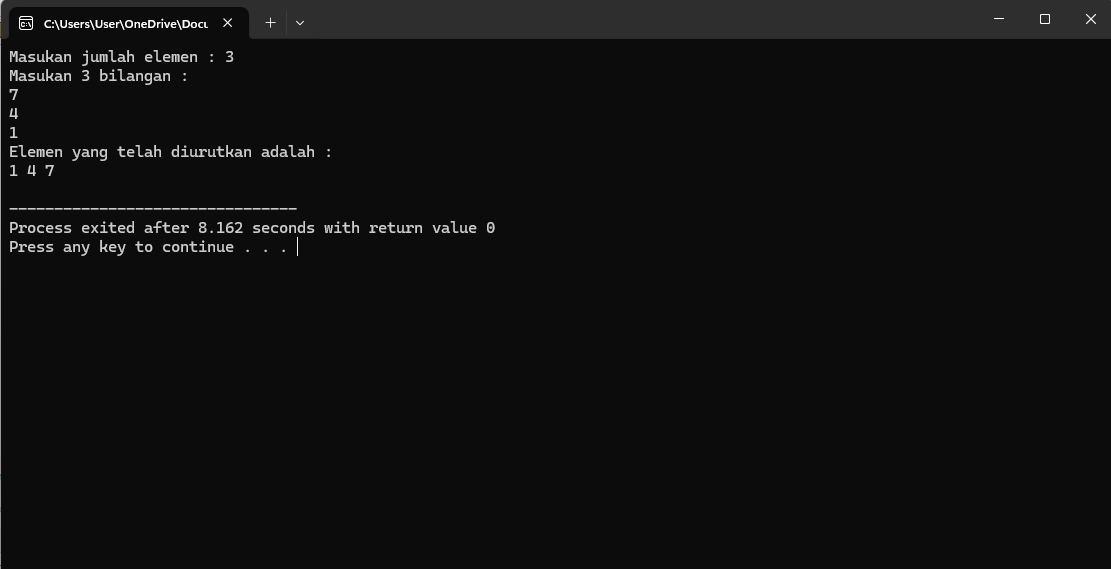 C:\Users\User\OneDrive\Docu
Masukan jumlah elemen : 3
Masukan 3 bilangan :
7
4
1
Elemen yang telah diurutkan adalah :
1 4 7
--------------------------------
Process exited after 8.162 seconds with return value 0
Press any key to continue . . .